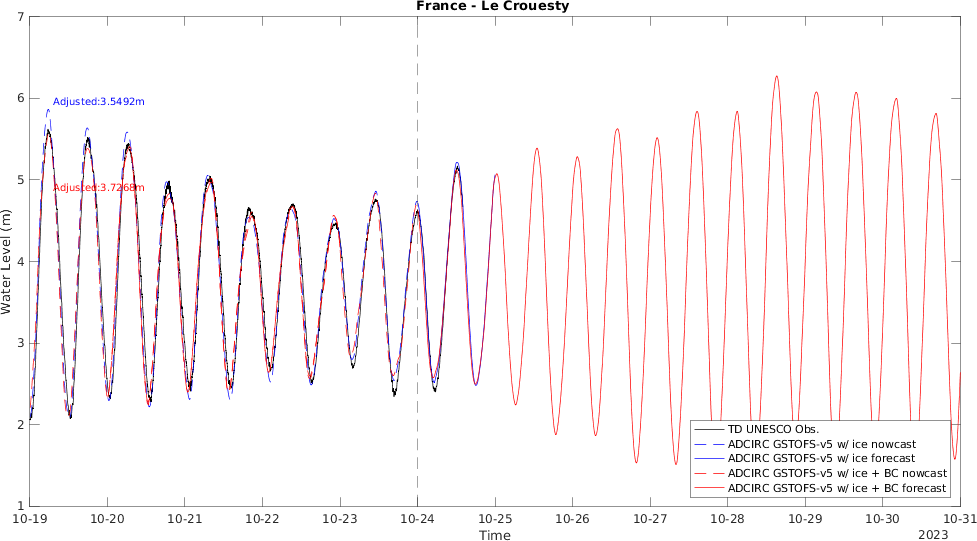 France - Le Crouesty
7
6
5
4
3
2
1
Water Level (m)
Adjusted:3.5492m
Adjusted:3.7268m
TD UNESCO Obs.
ADCIRC GSTOFS-v5 w/ ice nowcast
ADCIRC GSTOFS-v5 w/ ice forecast
ADCIRC GSTOFS-v5 w/ ice + BC nowcast
ADCIRC GSTOFS-v5 w/ ice + BC forecast
10-19 10-20 10-21 10-22 10-23 10-24 10-25 10-26 10-27 10-28 10-29 10-30 10-31
Time
2023